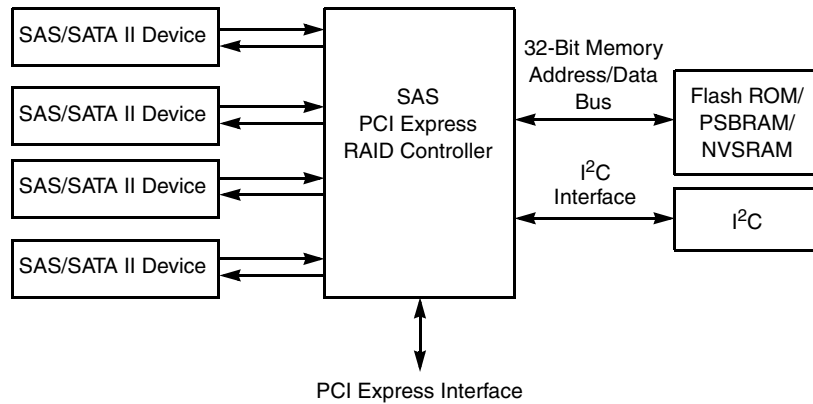 SAS/SATA II Device
SAS/SATA II Device
SAS/SATA II Device
SAS/SATA II Device
SAS
PCI Express
RAID Controller
32-Bit Memory
Address/Data
Bus
I²C
Interface
Flash ROM/
PSBRAM/
NVSRAM
I²C
PCI Express Interface